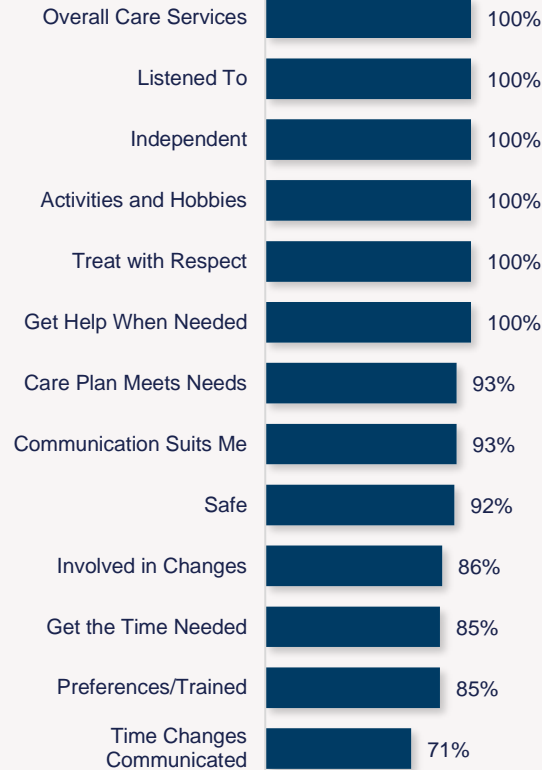 Overall Care Services 100%
Listened To 100%
Independent 100%
Activities and Hobbies 100%
Treat with Respect 100%
Get Help When Needed 100%
Care Plan Meets Needs 93%
Communication Suits Me 93%
Safe 92%
Involved in Changes 86%
Get the Time Needed 85%
Preferences/Trained 85%
Time Changes
Communicated 71%